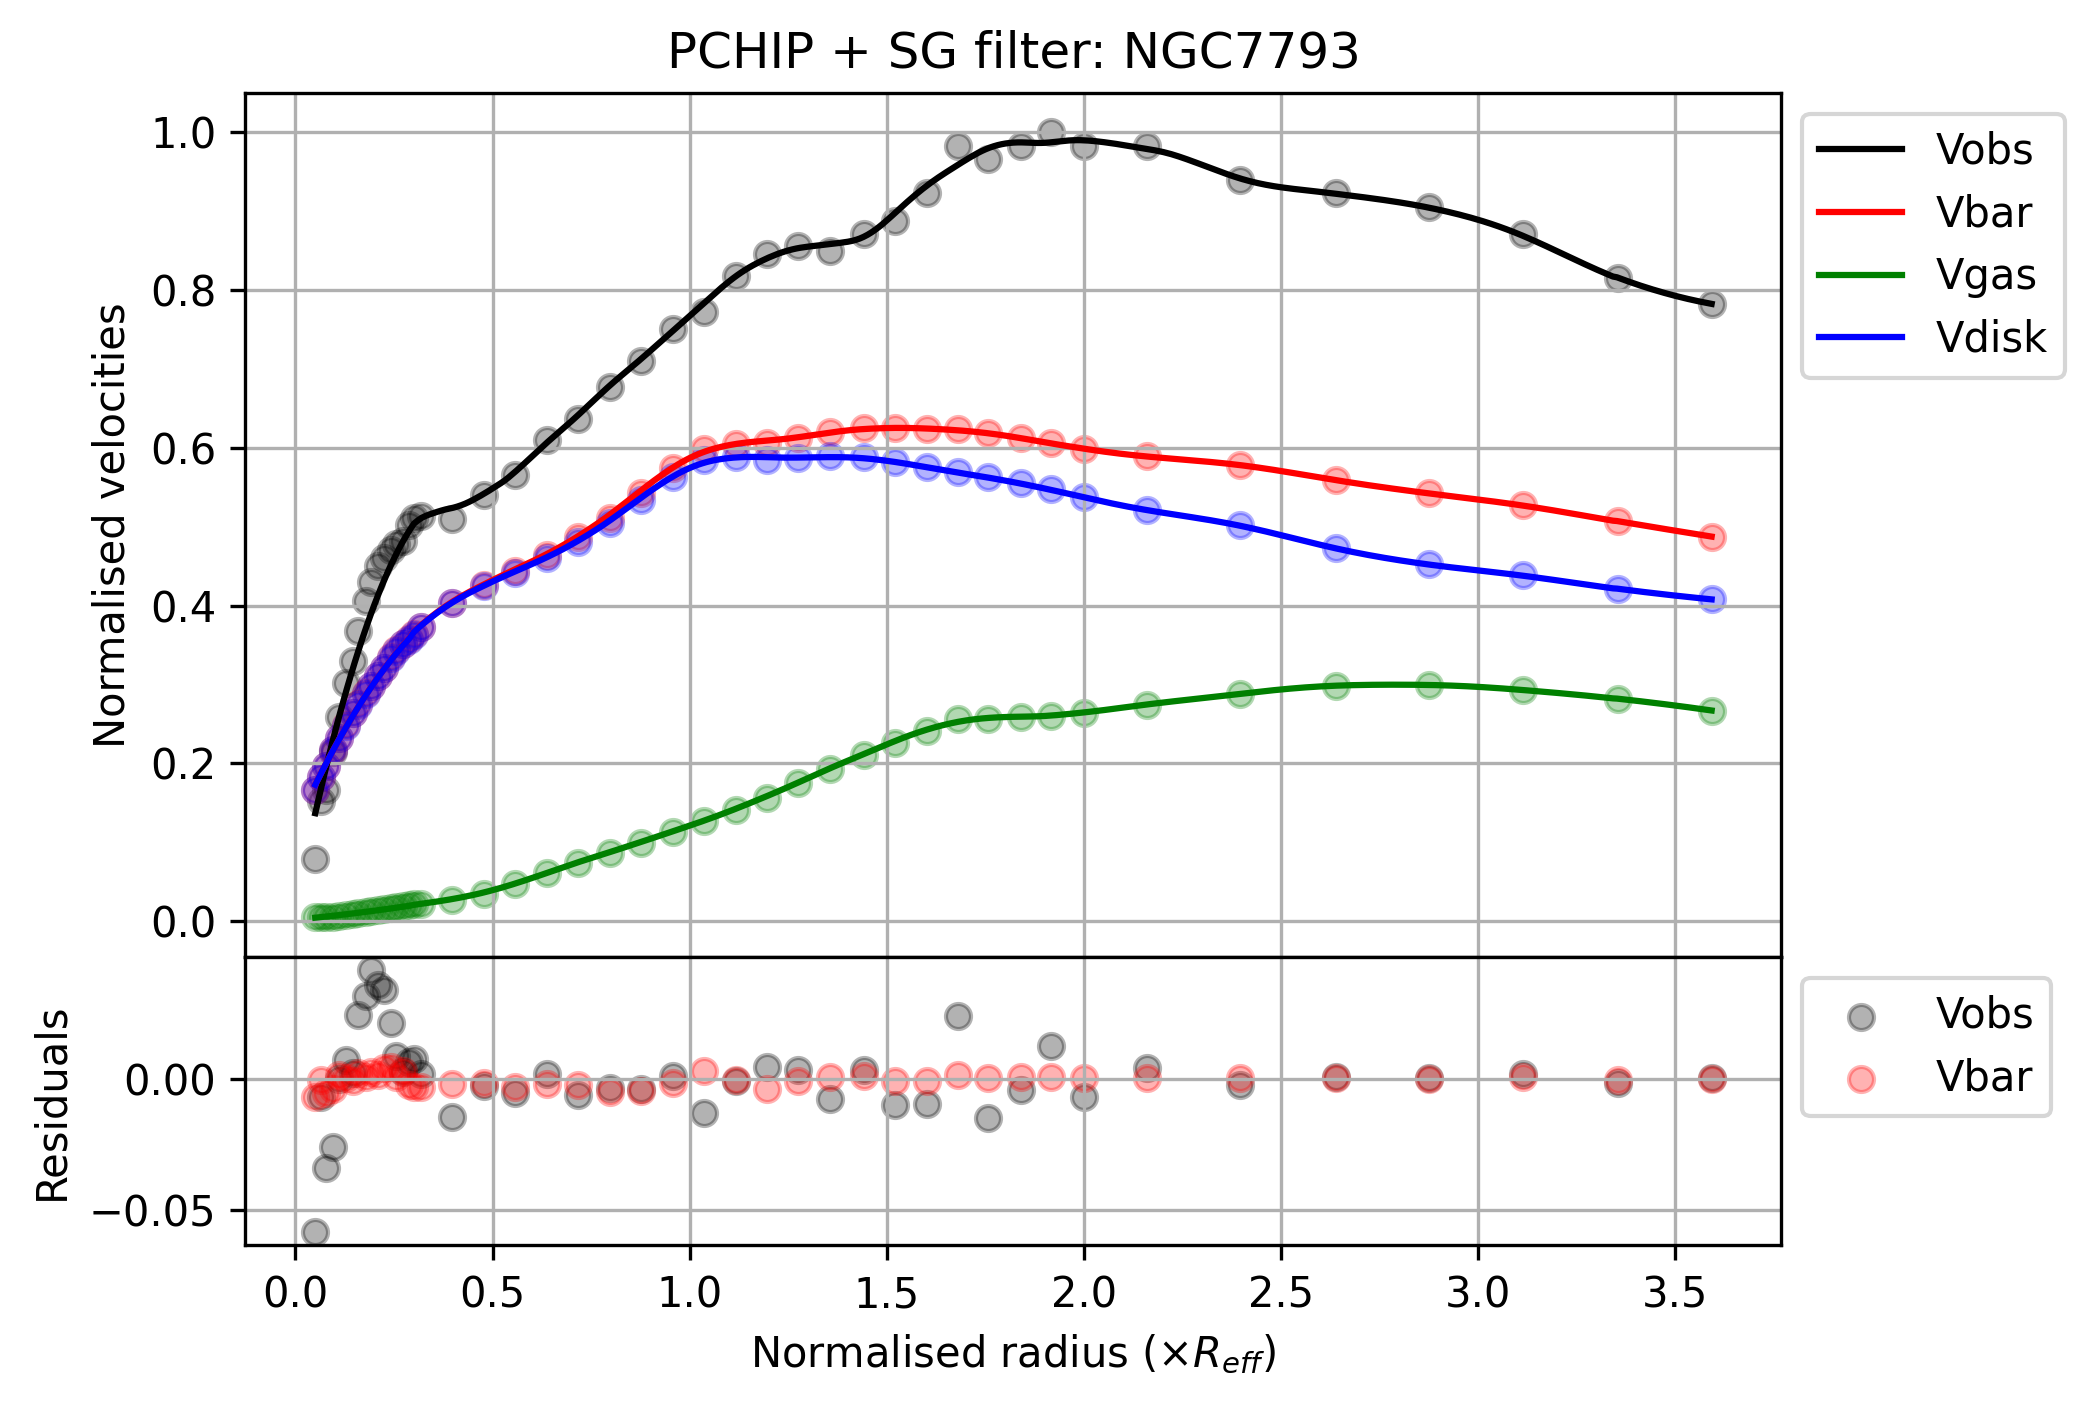 PCHIP + SG filter: NGC7793
Normalised velocities
1.0
0.8
0.6
0.4
0.2
0.0
Vobs
Vbar
Vgas
Vdisk
Residuals
0.00
−0.05
Vobs
Vbar
0.0 0.5 1.0 1.5 2.0 2.5 3.0 3.5
Normalised radius (×R_eff)